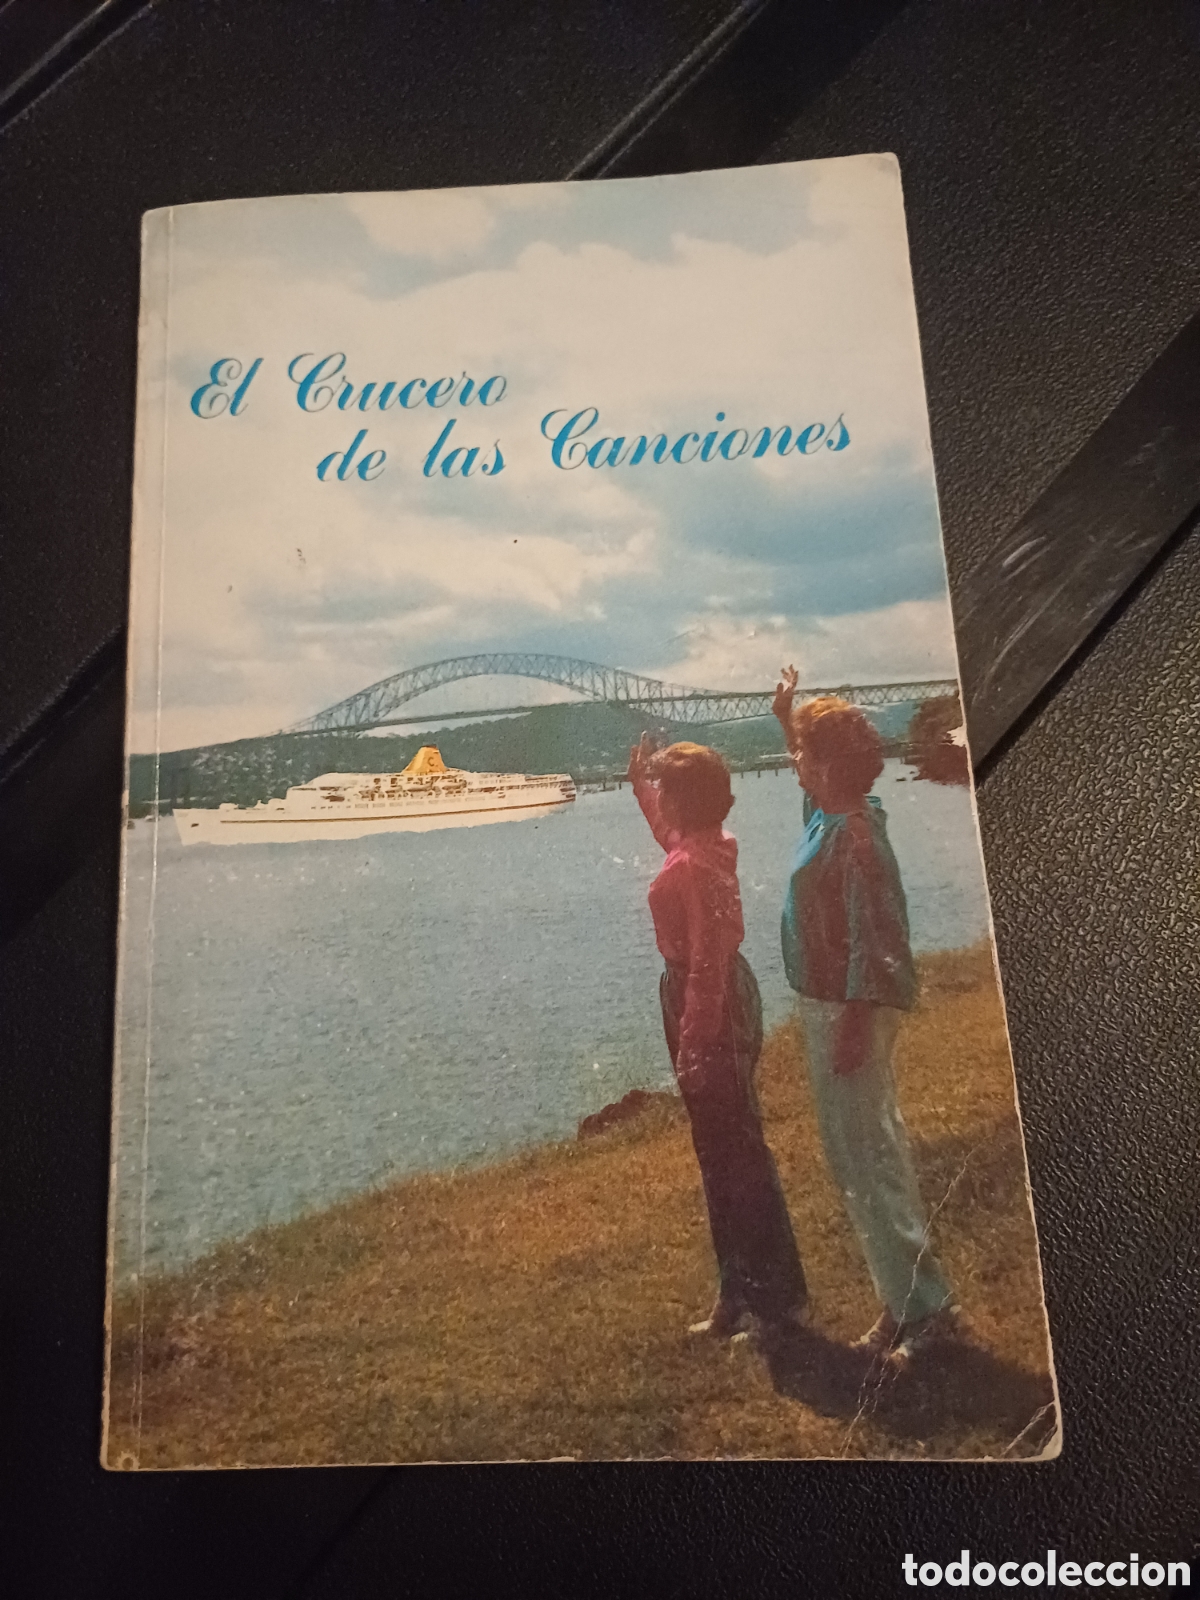 El Crucero
de las Canciones
C
todocoleccion